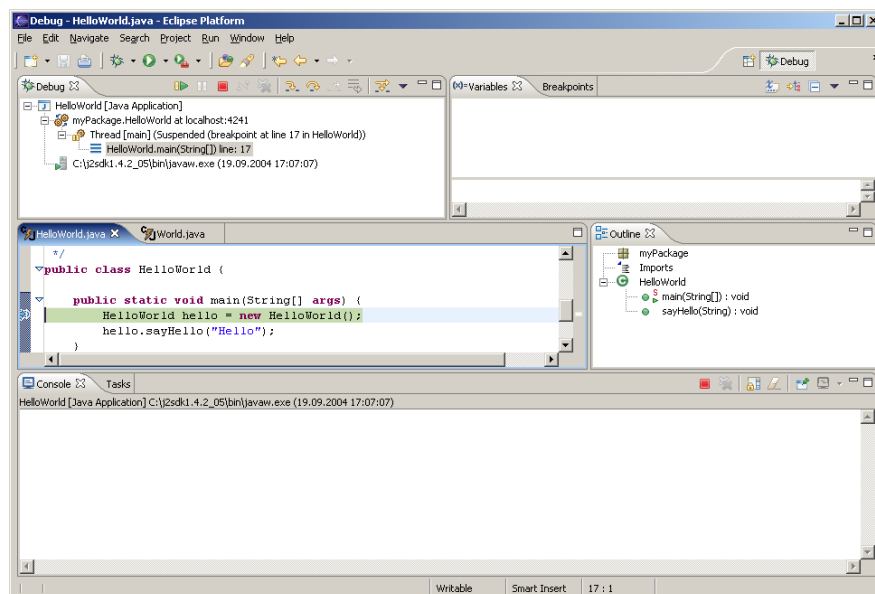 Debug - HelloWorld.java - Eclipse Platform
File Edit Navigate Search Project Run Window Help
Debug
Debug
HelloWorld [Java Application]
myPackage.HelloWorld at localhost:4241
Thread [main] (Suspended (breakpoint at line 17 in HelloWorld))
HelloWorld.main(String[]) line: 17
C:\j2sdk1.4.2_05\bin\javaw.exe (19.09.2004 17:07:07)
(x)=Variables Breakpoints
HelloWorld.java World.java
*/
public class HelloWorld {
public static void main(String[] args) {
HelloWorld hello = new HelloWorld();
hello.sayHello("Hello");
}
Outline
myPackage
Imports
HelloWorld
main(String[]) : void
sayHello(String) : void
Console Tasks
HelloWorld [Java Application] C:\j2sdk1.4.2_05\bin\javaw.exe (19.09.2004 17:07:07)
Writable Smart Insert 17 : 1